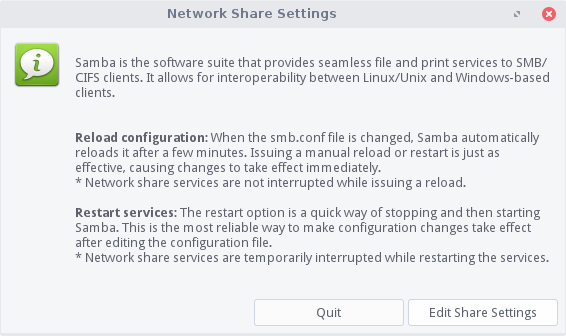 Network Share Settings
Samba is the software suite that provides seamless file and print services to SMB/
CIFS clients. It allows for interoperability between Linux/Unix and Windows-based
clients.
Reload configuration: When the smb.conf file is changed, Samba automatically
reloads it after a few minutes. Issuing a manual reload or restart is just as
effective, causing changes to take effect immediately.
* Network share services are not interrupted while issuing a reload.
Restart services: The restart option is a quick way of stopping and then starting
Samba. This is the most reliable way to make configuration changes take effect
after editing the configuration file.
* Network share services are temporarily interrupted while restarting the services.
Quit
Edit Share Settings